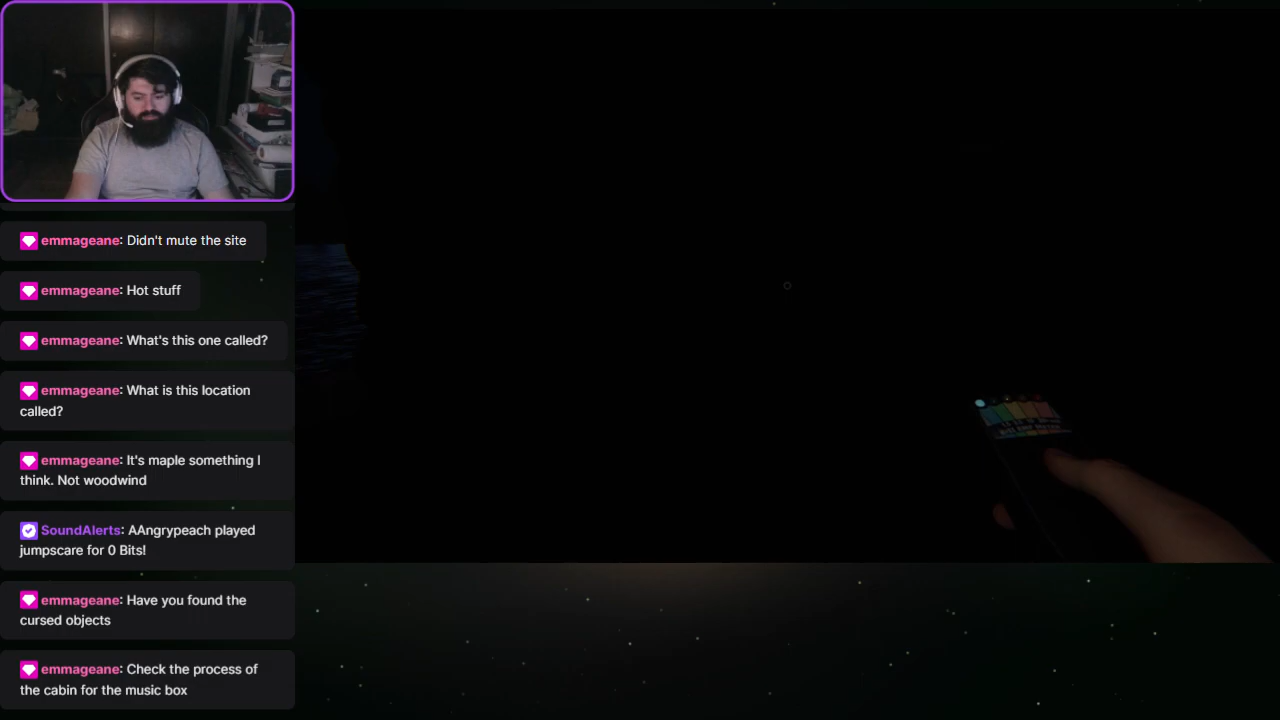 emmageane: Didn't mute the site
emmageane: Hot stuff
emmageane: What's this one called?
emmageane: What is this location
called?
emmageane: It's maple something I
think. Not woodwind
SoundAlerts: AAngrypeach played
jumpscare for 0 Bits!
emmageane: Have you found the
cursed objects
emmageane: Check the process of
the cabin for the music box